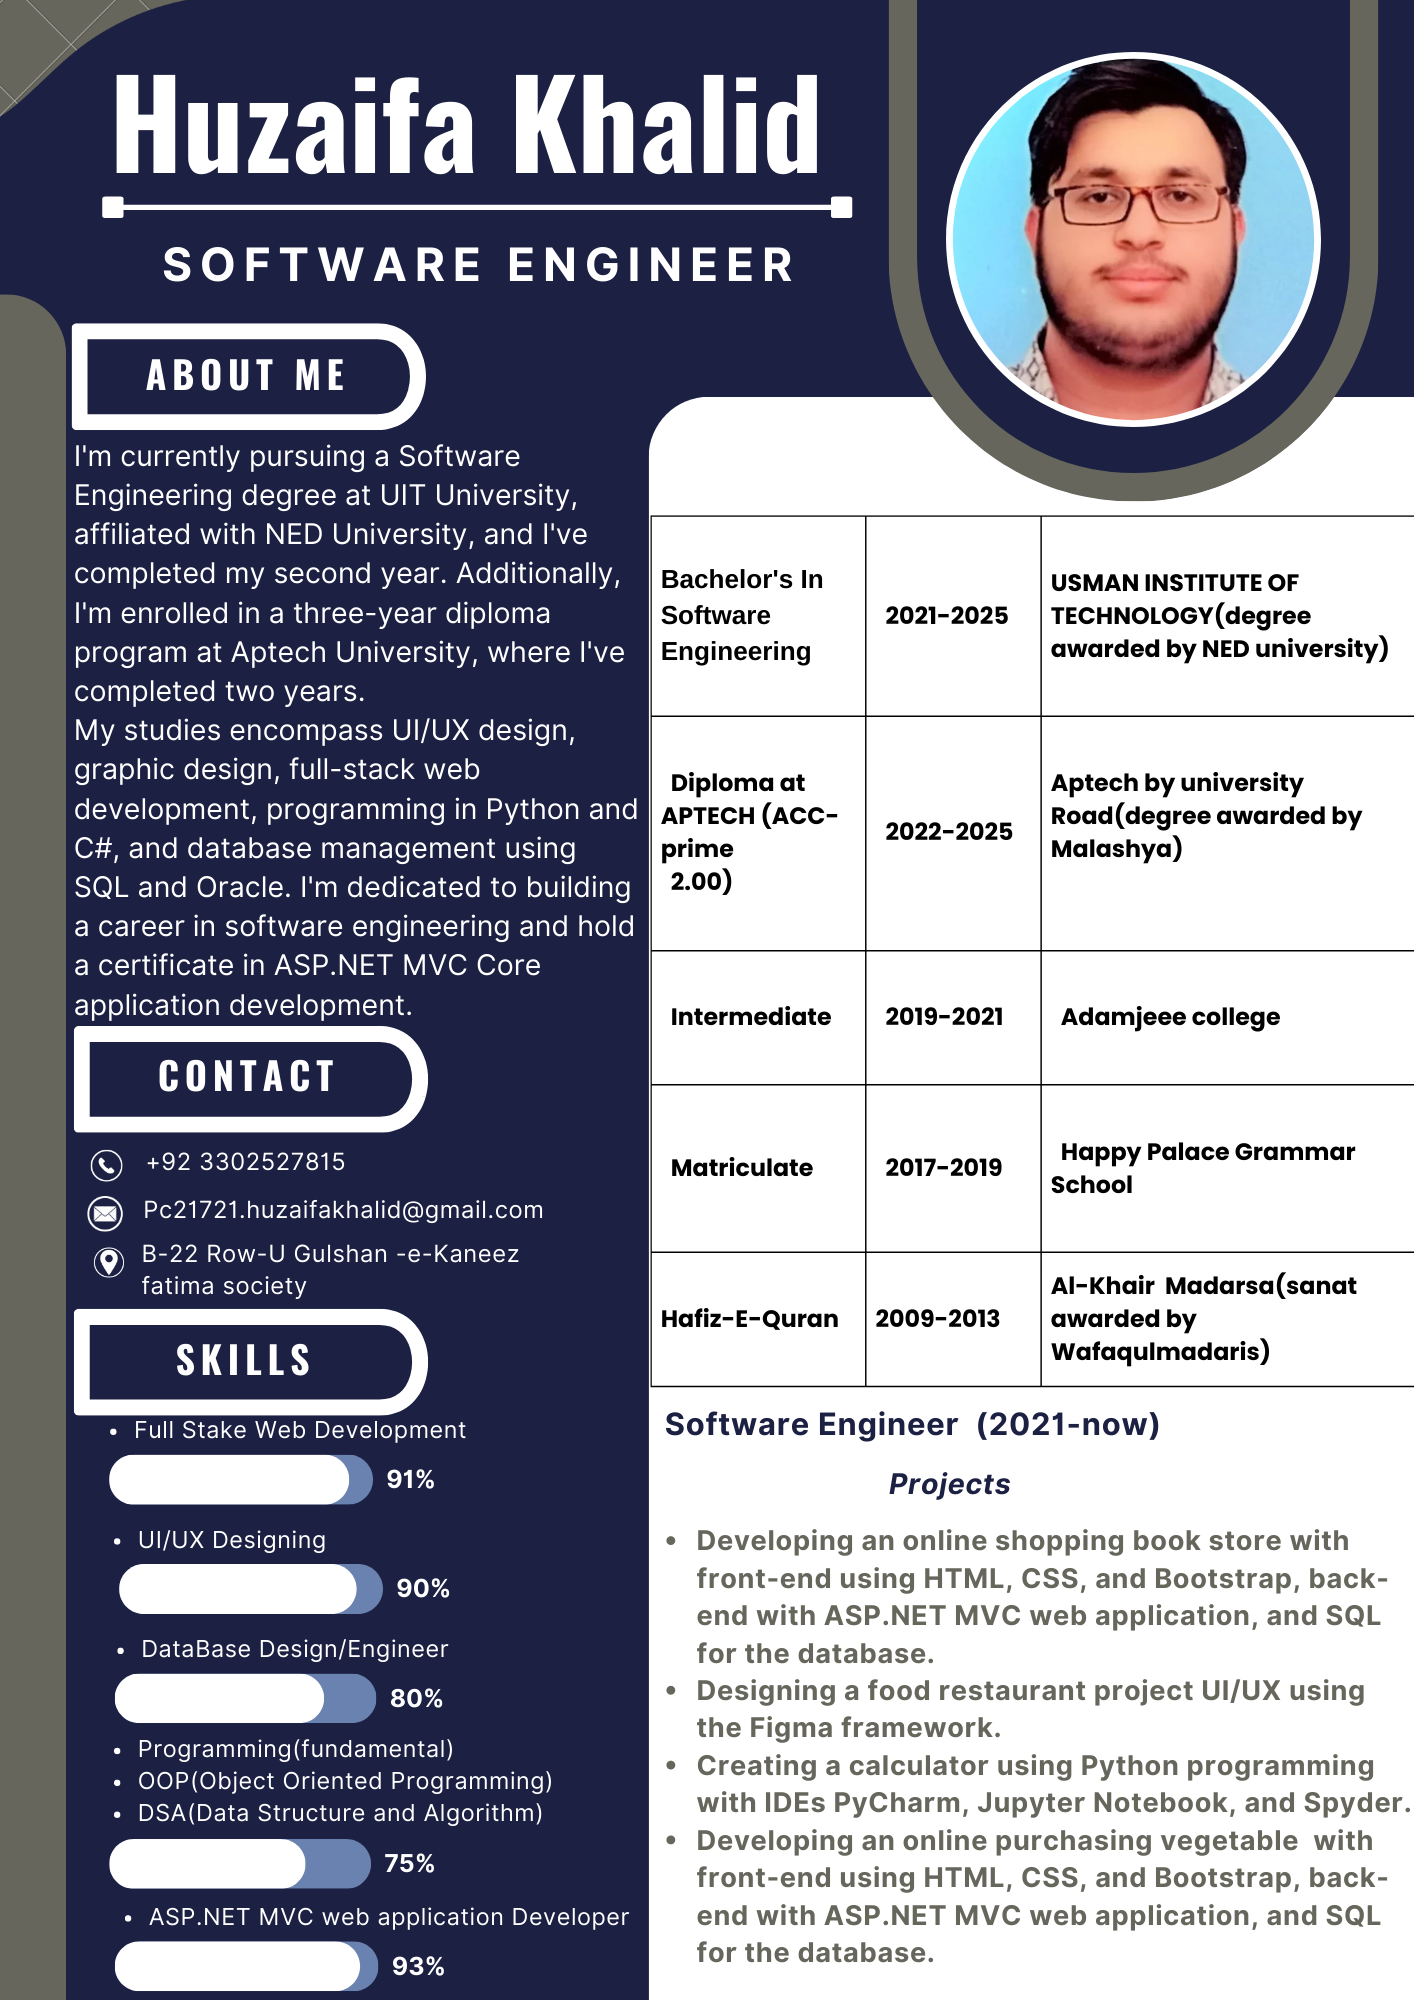 Huzaifa Khalid
SOFTWARE ENGINEER
ABOUT ME
I'm currently pursuing a Software
Engineering degree at UIT University,
affiliated with NED University, and I've
completed my second year. Additionally,
I'm enrolled in a three-year diploma
program at Aptech University, where I've
completed two years.
My studies encompass UI/UX design,
graphic design, full-stack web
development, programming in Python and
C#, and database management using
SQL and Oracle. I'm dedicated to building
a career in software engineering and hold
a certificate in ASP.NET MVC Core
application development.
CONTACT
+92 3302527815
Pc21721.huzaifakhalid@gmail.com
B-22 Row-U Gulshan -e-Kaneez
fatima society
SKILLS
• Full Stake Web Development
91%
• UI/UX Designing
90%
• DataBase Design/Engineer
80%
• Programming(fundamental)
• OOP(Object Oriented Programming)
• DSA(Data Structure and Algorithm)
75%
• ASP.NET MVC web application Developer
93%
Bachelor's In
Software
Engineering
2021-2025
USMAN INSTITUTE OF
TECHNOLOGY(degree
awarded by NED university)
Diploma at
APTECH (ACC-
prime
2.00)
2022-2025
Aptech by university
Road(degree awarded by
Malashya)
Intermediate
2019-2021
Adamjeee college
Matriculate
2017-2019
Happy Palace Grammar
School
Hafiz-E-Quran
2009-2013
Al-Khair Madarsa(sanat
awarded by
Wafaqulmadaris)
Software Engineer (2021-now)
Projects
• Developing an online shopping book store with
front-end using HTML, CSS, and Bootstrap, back-
end with ASP.NET MVC web application, and SQL
for the database.
• Designing a food restaurant project UI/UX using
the Figma framework.
• Creating a calculator using Python programming
with IDEs PyCharm, Jupyter Notebook, and Spyder.
• Developing an online purchasing vegetable with
front-end using HTML, CSS, and Bootstrap, back-
end with ASP.NET MVC web application, and SQL
for the database.